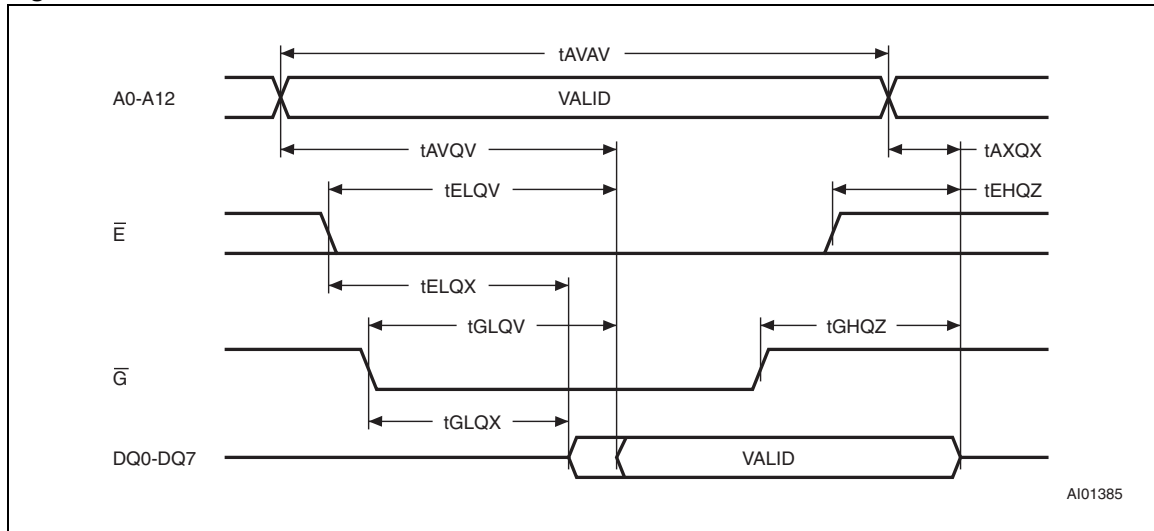 tAVAV
A0-A12
VALID
tAVQV
tAXQX
tELQV
tEHQZ
E̅
tELQX
tGLQV
tGHQZ
G̅
tGLQX
DQ0-DQ7
VALID
AI01385